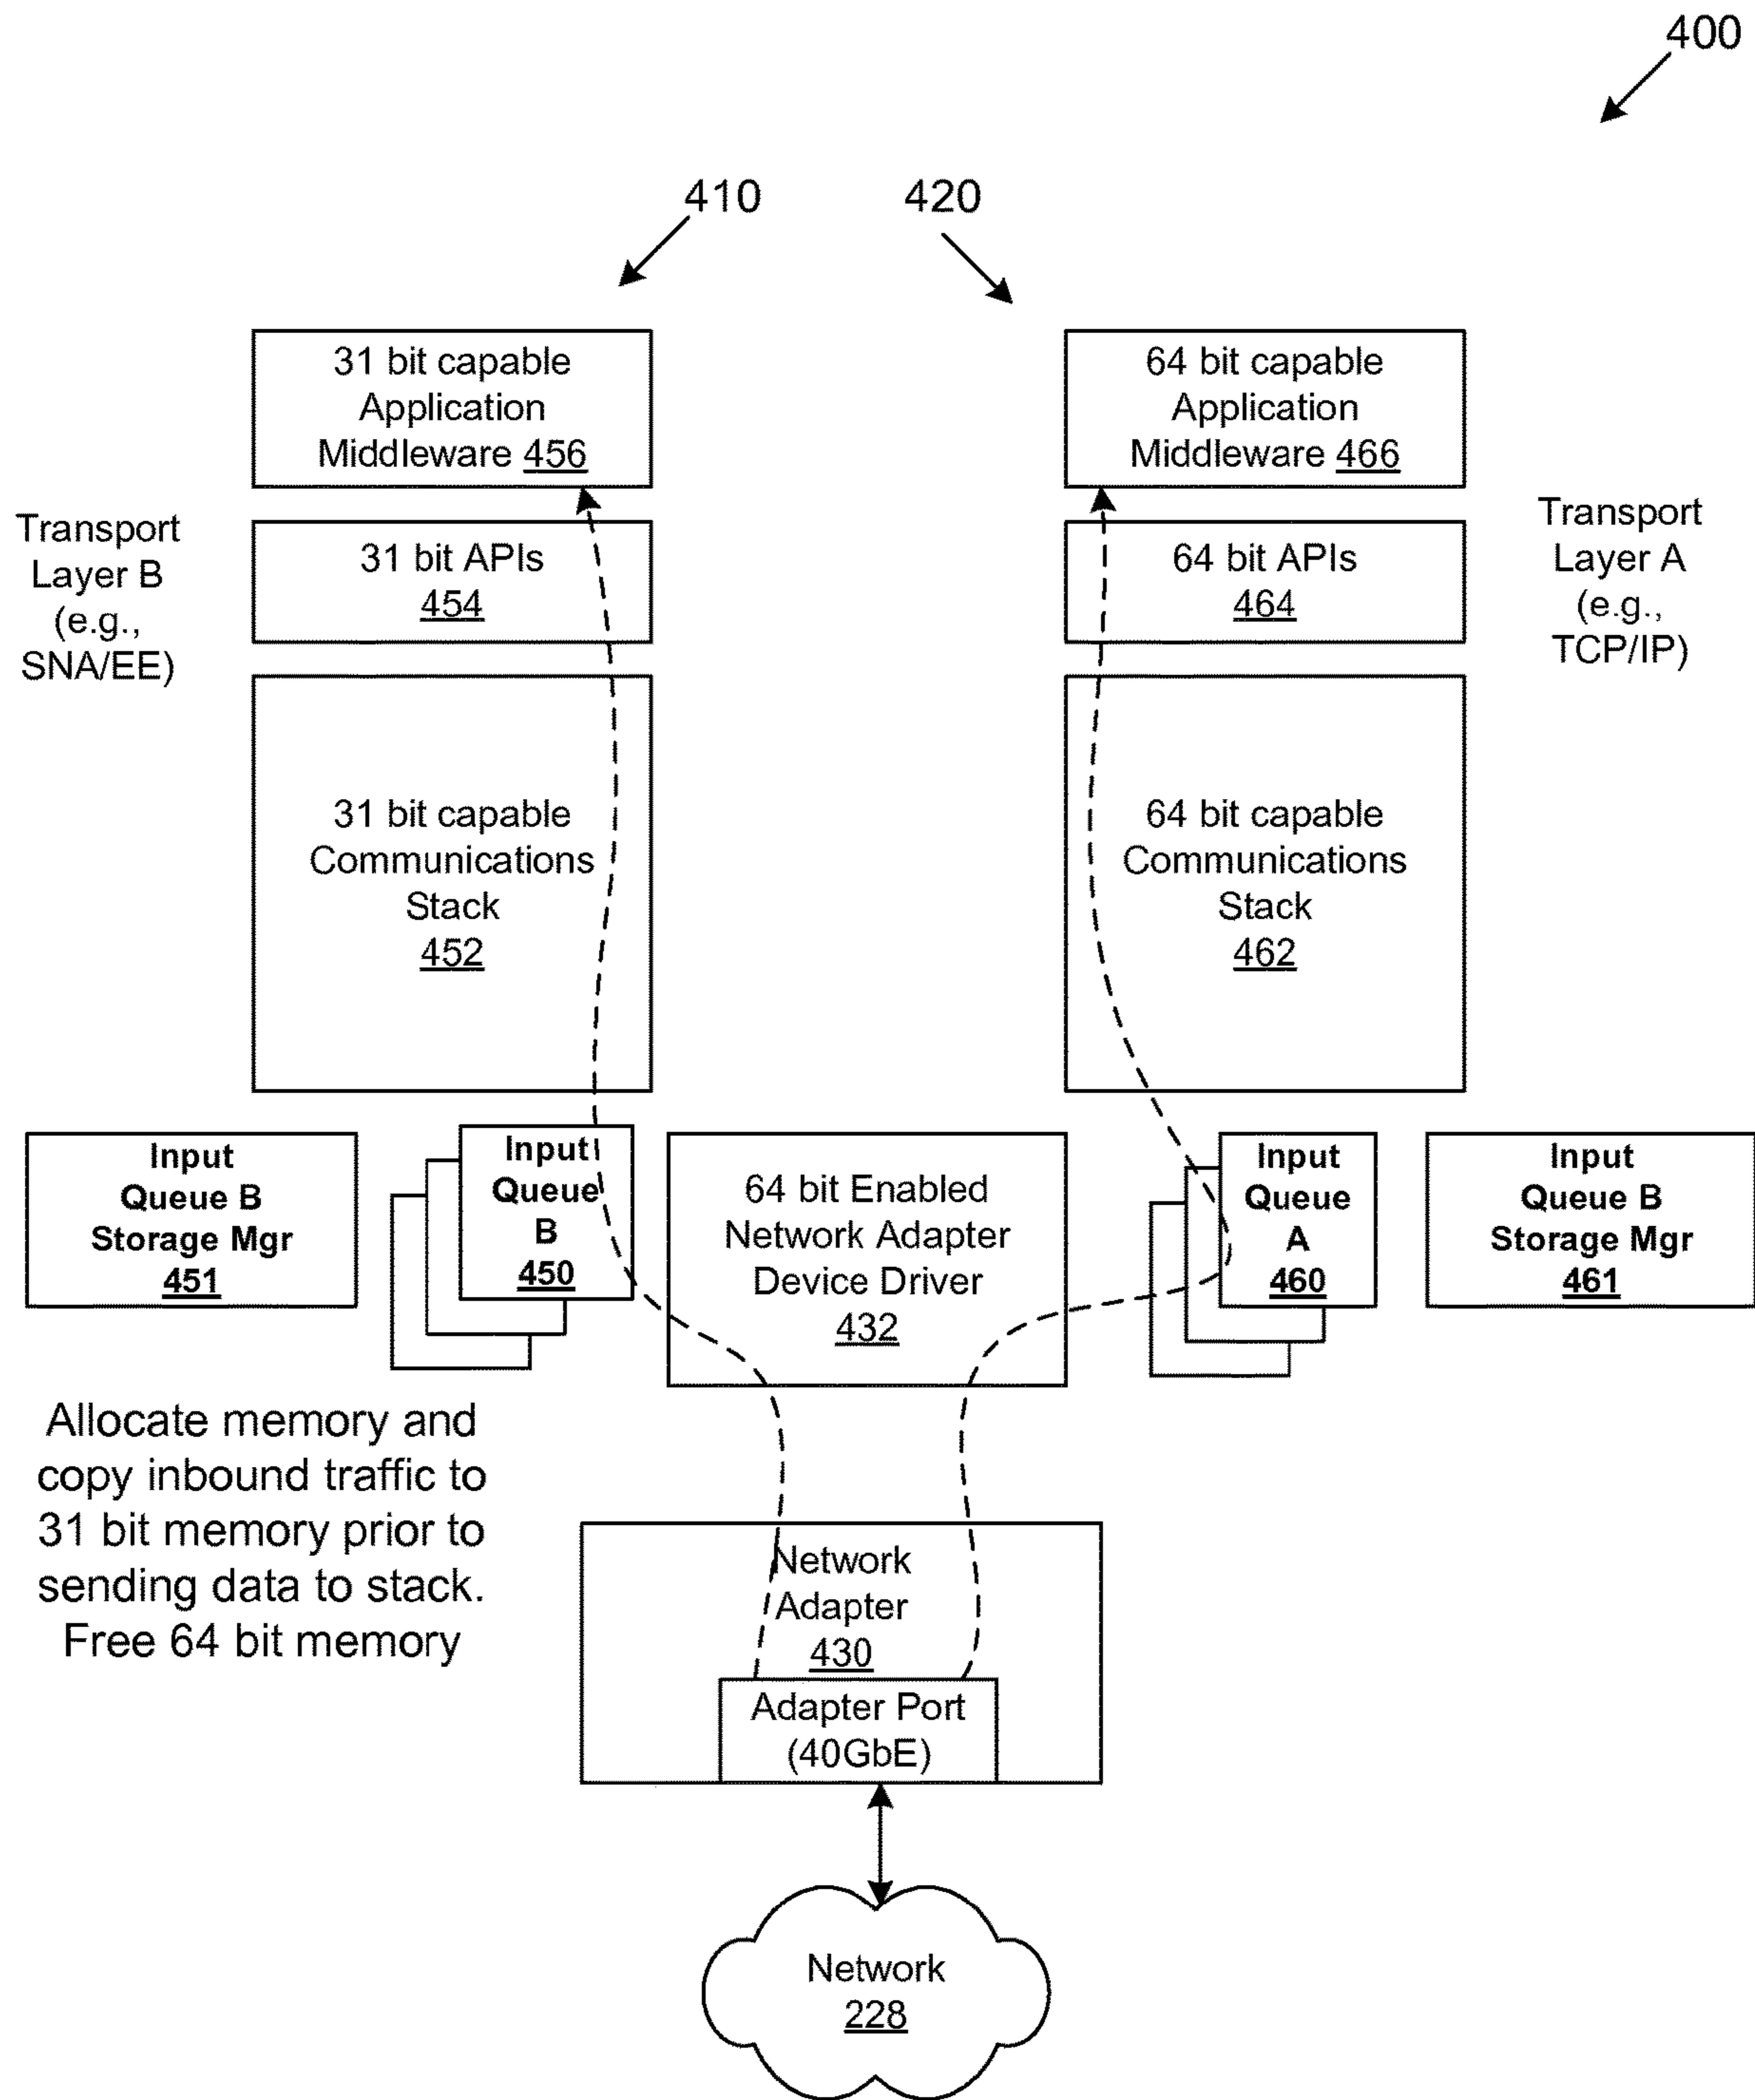 400
410
420
31 bit capable
Application
Middleware 456
64 bit capable
Application
Middleware 466
Transport
Layer B
(e.g.,
SNA/EE)
31 bit APIs
454
64 bit APIs
464
Transport
Layer A
(e.g.,
TCP/IP)
31 bit capable
Communications
Stack
452
64 bit capable
Communications
Stack
462
Input
Queue B
Storage Mgr
451
Input
Queue
B
450
64 bit Enabled
Network Adapter
Device Driver
432
Input
Queue
A
460
Input
Queue B
Storage Mgr
461
Allocate memory and
copy inbound traffic to
31 bit memory prior to
sending data to stack.
Free 64 bit memory
Network
Adapter
430
Adapter Port
(40GbE)
Network
228